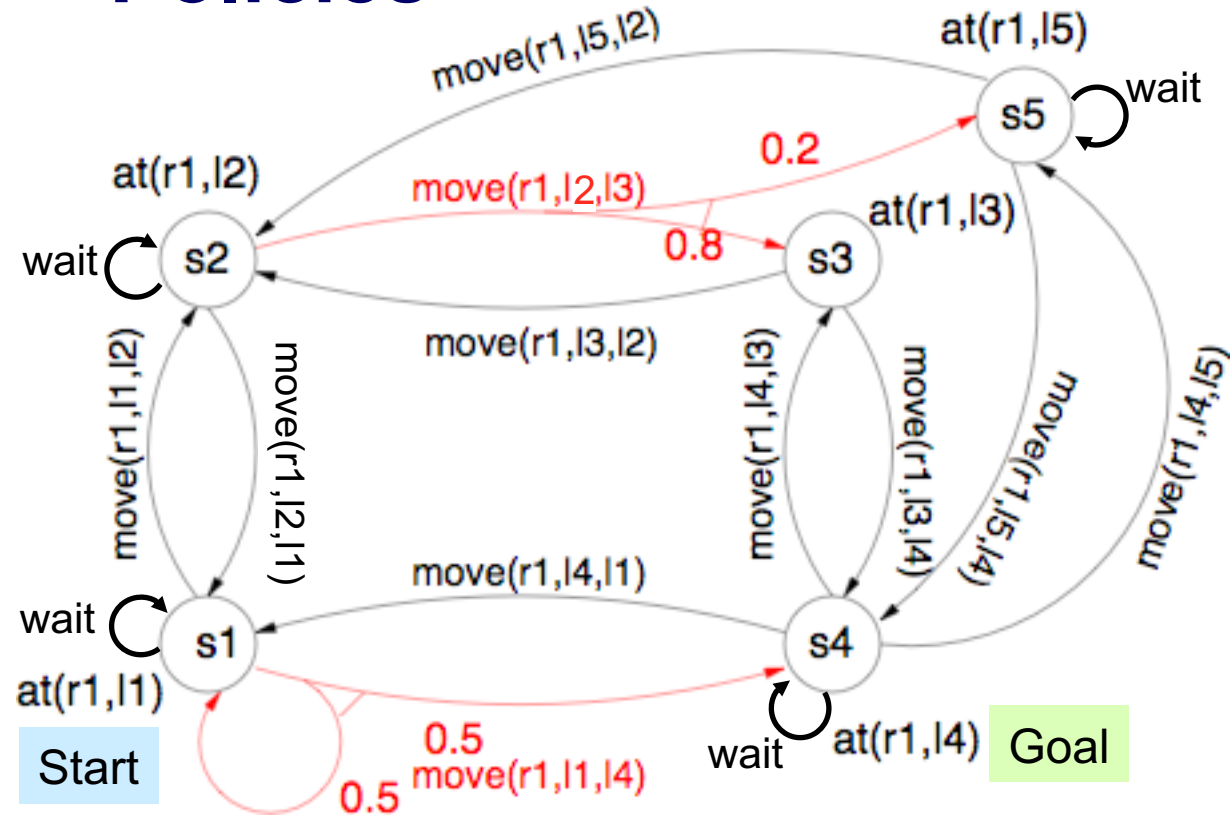 Policies
at(r1,l5)
move(r1,l5,l2)
wait
s5
0.2
at(r1,l2)
move(r1,l2,l3)
at(r1,l3)
0.8
wait
s2
s3
move(r1,l3,l2)
move(r1,l1,l2)
move(r1,l2,l1)
move(r1,l4,l3)
move(r1,l3,l4)
move(r1,l5,l4)
move(r1,l4,l5)
move(r1,l4,l1)
wait
s1
s4
at(r1,l1)
0.5
wait
at(r1,l4)
Goal
Start
move(r1,l1,l4)
0.5